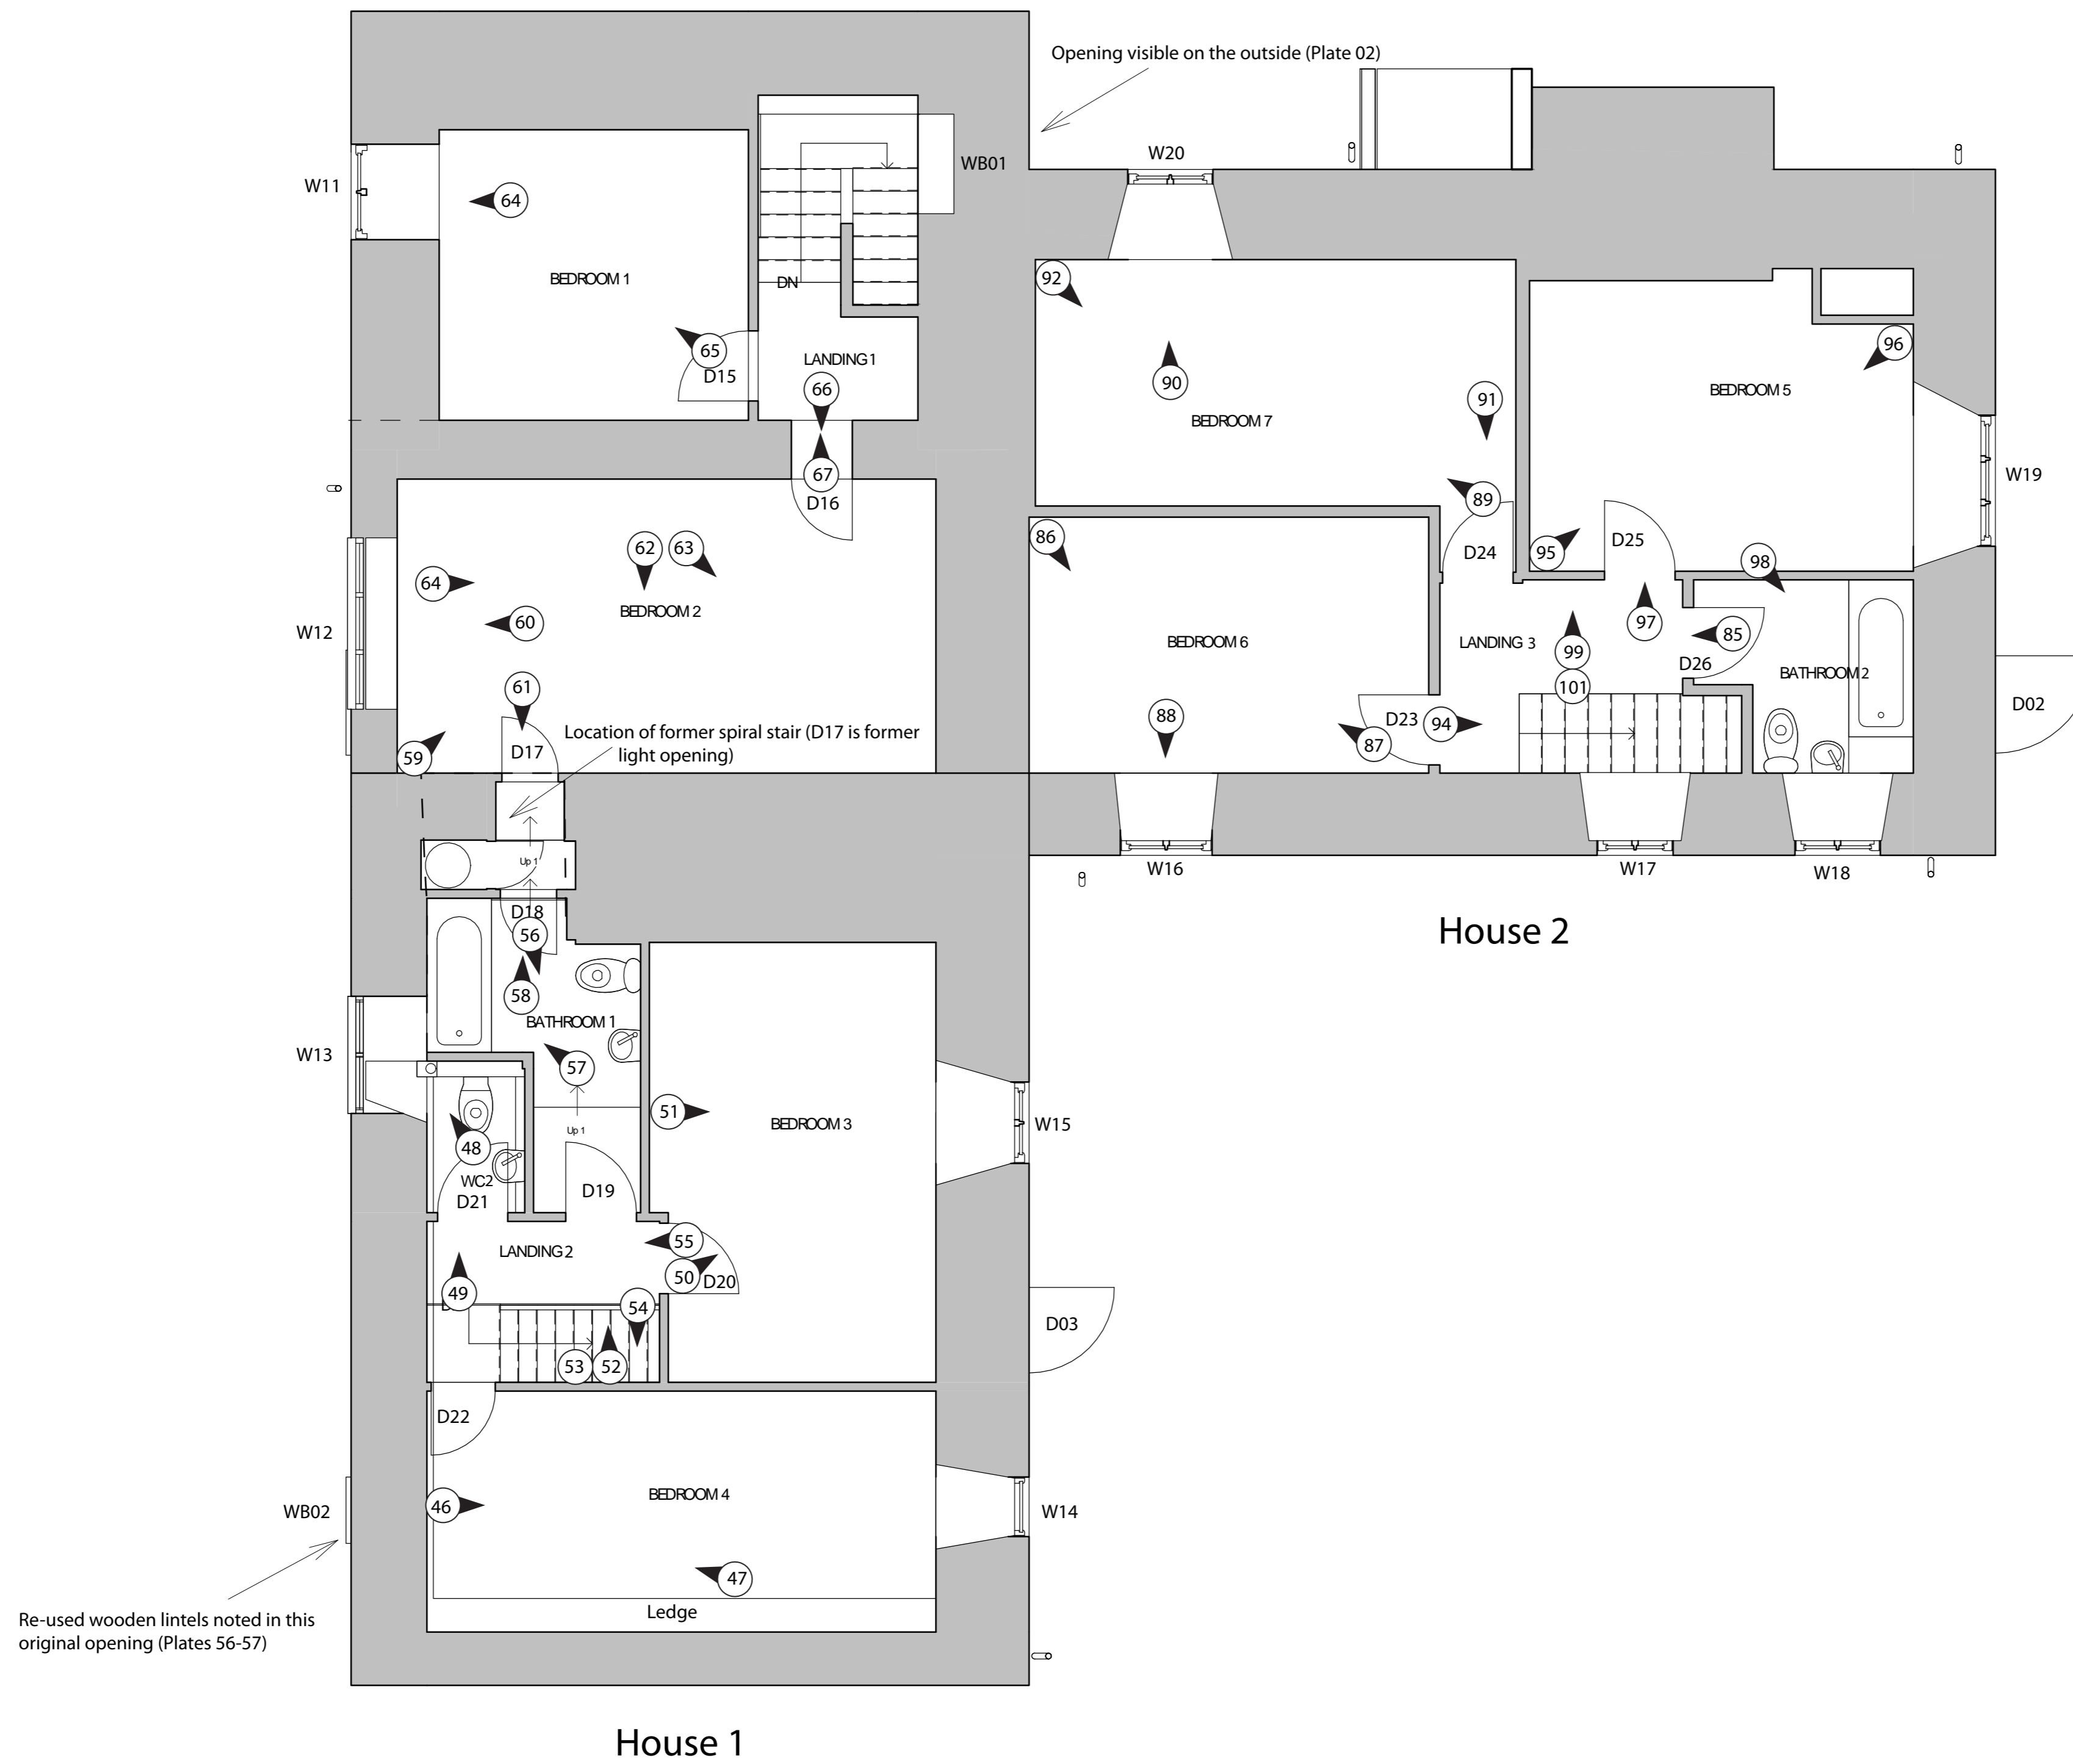 Opening visible on the outside (Plate 02)
W20
WB01
W11
64
BEDROOM 1
DN
65
D15
LANDING 1
66
67
D16
92
90
BEDROOM 7
91
89
D24
96
BEDROOM 5
W19
95
D25
98
62
63
64
60
BEDROOM 2
W12
61
D17
59
Location of former spiral stair (D17 is former
light opening)
86
BEDROOM 6
88
D23
87
94
LANDING 3
99
101
97
85
D26
BATHROOM 2
D02
W16
W17
W18
House 2
Up 1
D18
56
58
BATHROOM 1
57
W13
Up 1
48
WC2
D21
D19
51
BEDROOM 3
W15
LANDING 2
55
50
D20
49
54
53
52
D03
D22
46
BEDROOM 4
W14
WB02
47
Ledge
Re-used wooden lintels noted in this
original opening (Plates 56-57)
House 1